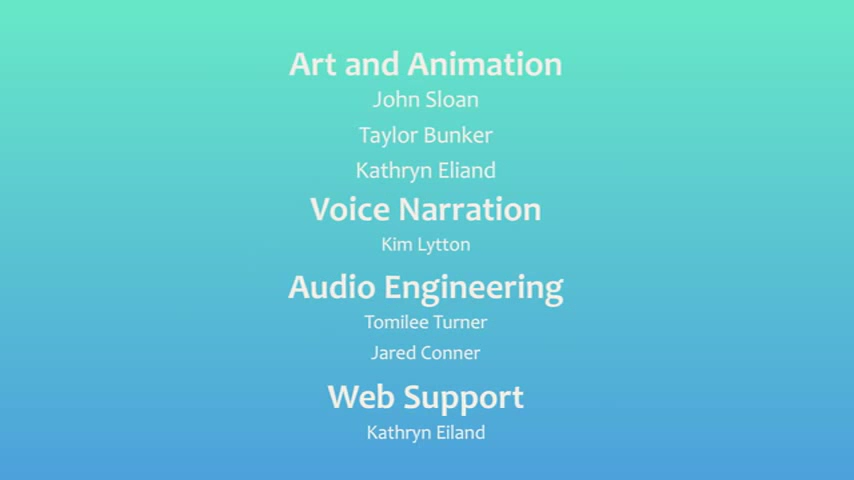 Art and Animation
John Sloan
Taylor Bunker
Kathryn Eliand
Voice Narration
Kim Lytton
Audio Engineering
Tomilee Turner
Jared Conner
Web Support
Kathryn Eiland